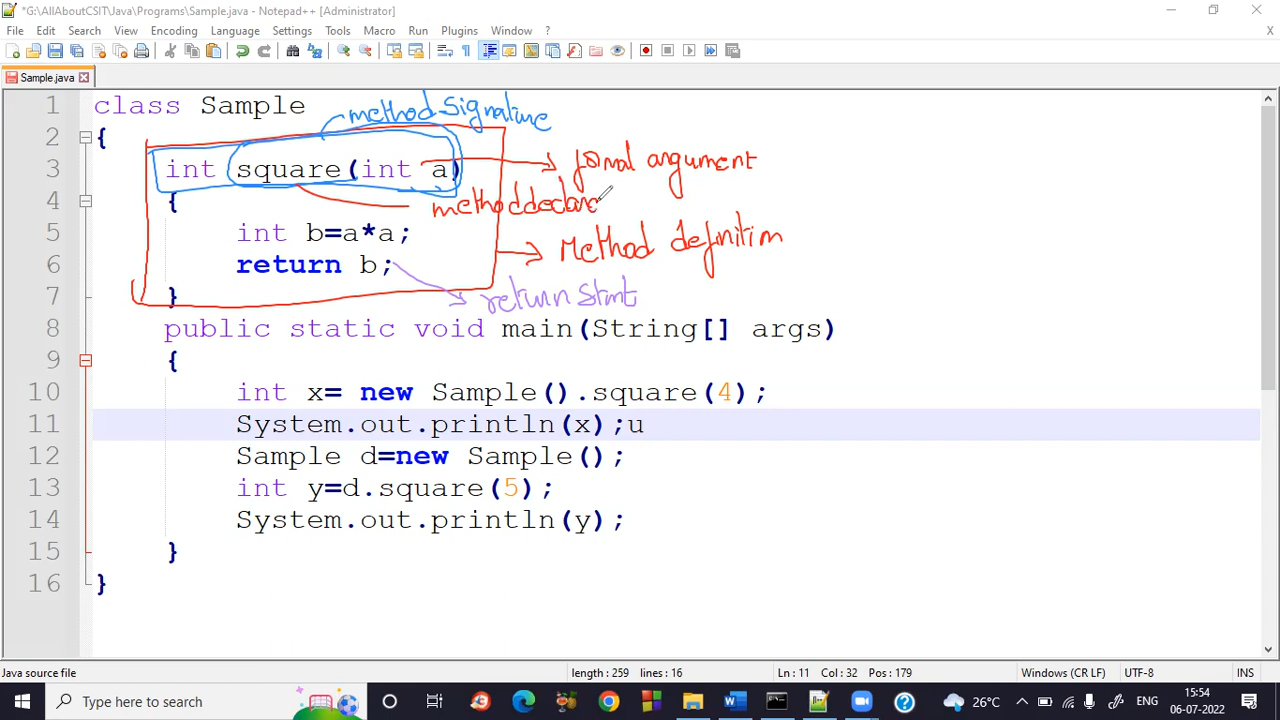 *G:\AllAboutCSIT\Java\Programs\Sample.java - Notepad++ [Administrator]
File Edit Search View Encoding Language Settings Tools Macro Run Plugins Window ? X
Sample.java
1 class Sample
method Signature
2 {
3 int square(int a)
formal argument
4 {
method declara
5 int b=a*a;
Method definition
6 return b;
7 }
return stmt
8 public static void main(String[] args)
9 {
10 int x= new Sample().square(4);
11 System.out.println(x);u
12 Sample d=new Sample();
13 int y=d.square(5);
14 System.out.println(y);
15 }
16 }
Java source file length : 259 lines : 16 Ln : 11 Col : 32 Pos : 179 Windows (CR LF) UTF-8 INS
Type here to search 26°C ENG 15:54
06-07-2022